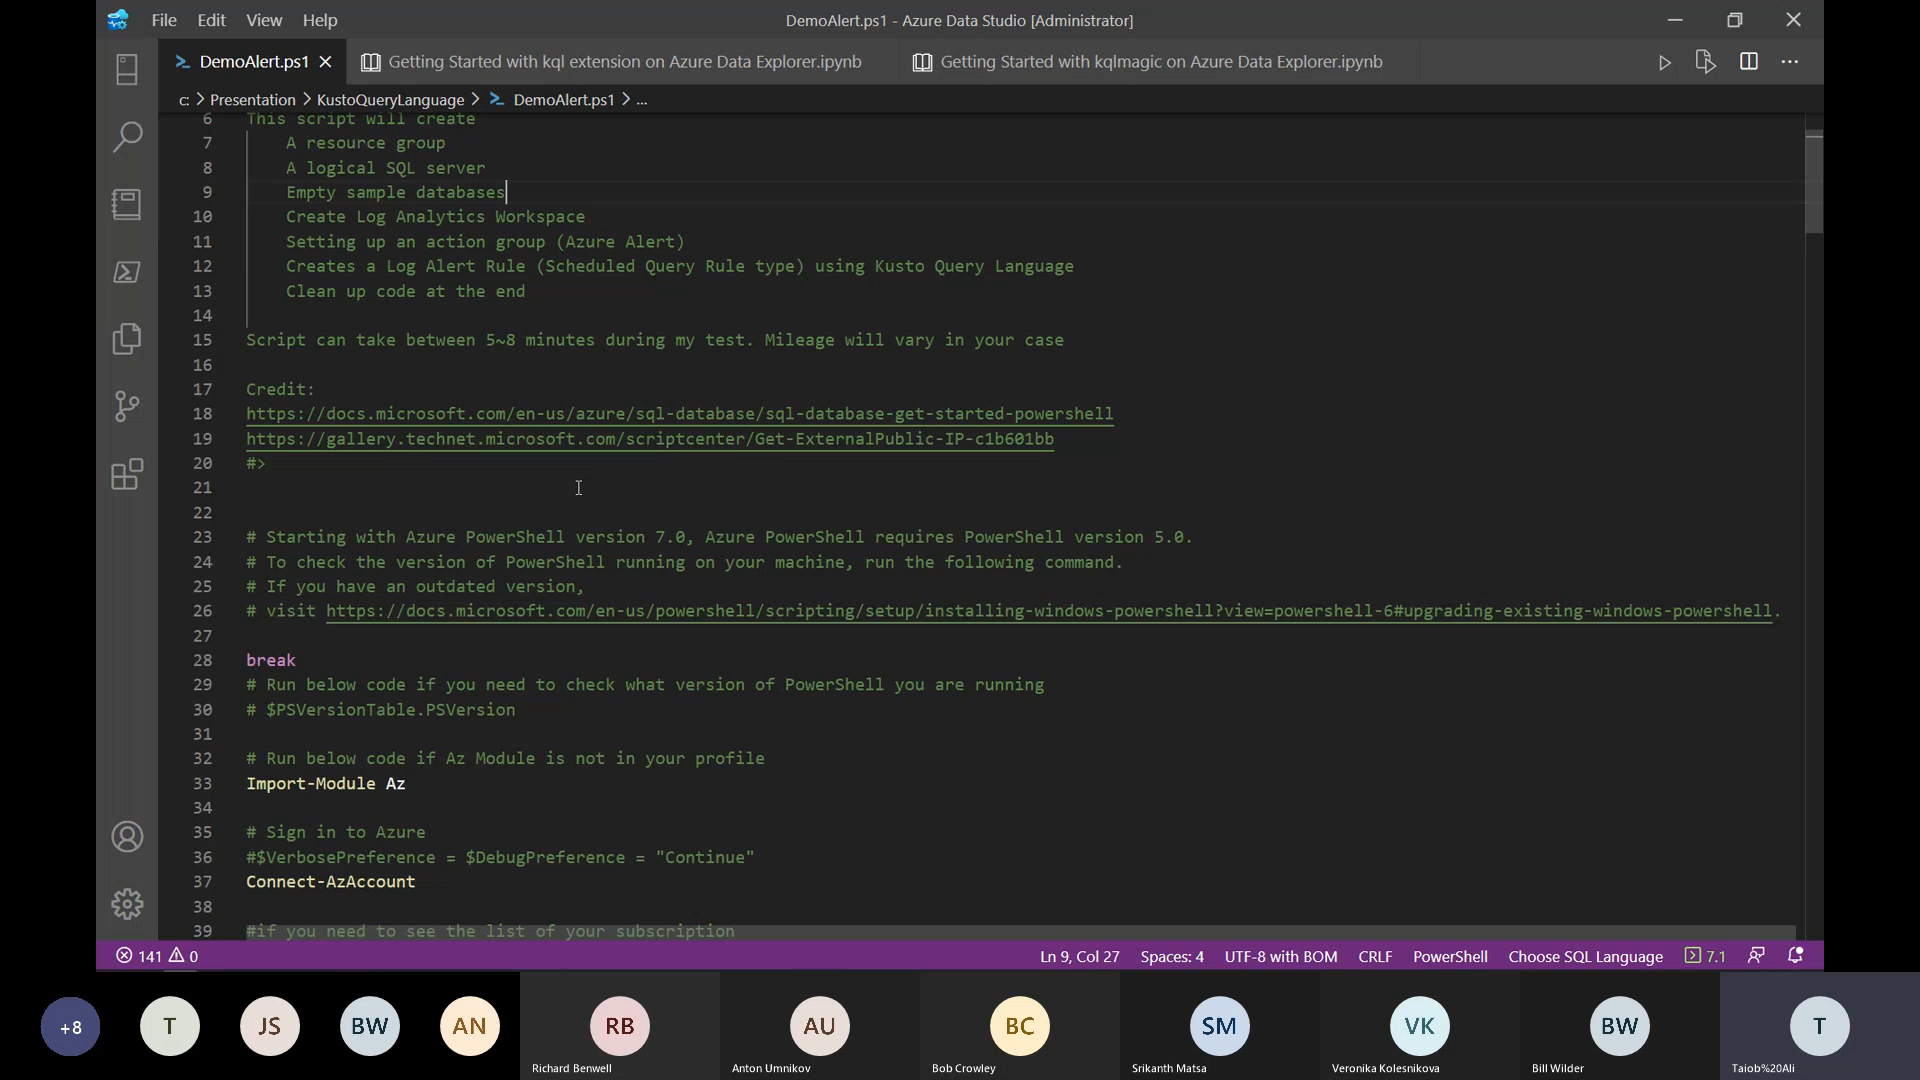 File Edit View Help
DemoAlert.ps1 - Azure Data Studio [Administrator]
DemoAlert.ps1
Getting Started with kql extension on Azure Data Explorer.ipynb
Getting Started with kqlmagic on Azure Data Explorer.ipynb
c: > Presentation > KustoQueryLanguage > DemoAlert.ps1 > ...
6 This script will create
7 A resource group
8 A logical SQL server
9 Empty sample databases
10 Create Log Analytics Workspace
11 Setting up an action group (Azure Alert)
12 Creates a Log Alert Rule (Scheduled Query Rule type) using Kusto Query Language
13 Clean up code at the end
14
15 Script can take between 5~8 minutes during my test. Mileage will vary in your case
16
17 Credit:
18 https://docs.microsoft.com/en-us/azure/sql-database/sql-database-get-started-powershell
19 https://gallery.technet.microsoft.com/scriptcenter/Get-ExternalPublic-IP-c1b601bb
20 #>
21
22
23 # Starting with Azure PowerShell version 7.0, Azure PowerShell requires PowerShell version 5.0.
24 # To check the version of PowerShell running on your machine, run the following command.
25 # If you have an outdated version,
26 # visit https://docs.microsoft.com/en-us/powershell/scripting/setup/installing-windows-powershell?view=powershell-6#upgrading-existing-windows-powershell.
27
28 break
29 # Run below code if you need to check what version of PowerShell you are running
30 # $PSVersionTable.PSVersion
31
32 # Run below code if Az Module is not in your profile
33 Import-Module Az
34
35 # Sign in to Azure
36 #$VerbosePreference = $DebugPreference = "Continue"
37 Connect-AzAccount
38
39 #if you need to see the list of your subscription
141 0 Ln 9, Col 27 Spaces: 4 UTF-8 with BOM CRLF PowerShell Choose SQL Language 7.1
+8 T JS BW AN RB AU BC SM VK BW T
Richard Benwell Anton Umnikov Bob Crowley Srikanth Matsa Veronika Kolesnikova Bill Wilder Taiob%20Ali